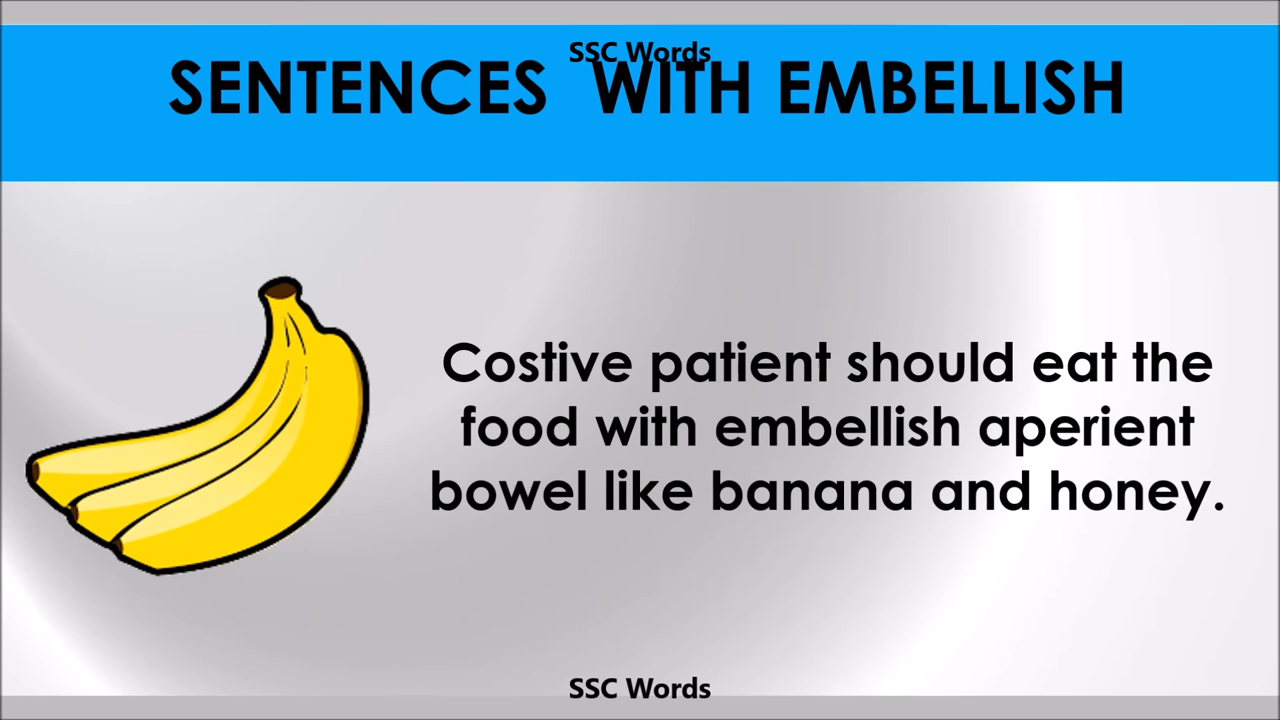 SSC Words
SENTENCES WITH EMBELLISH
Costive patient should eat the
food with embellish aperient
bowel like banana and honey.
SSC Words